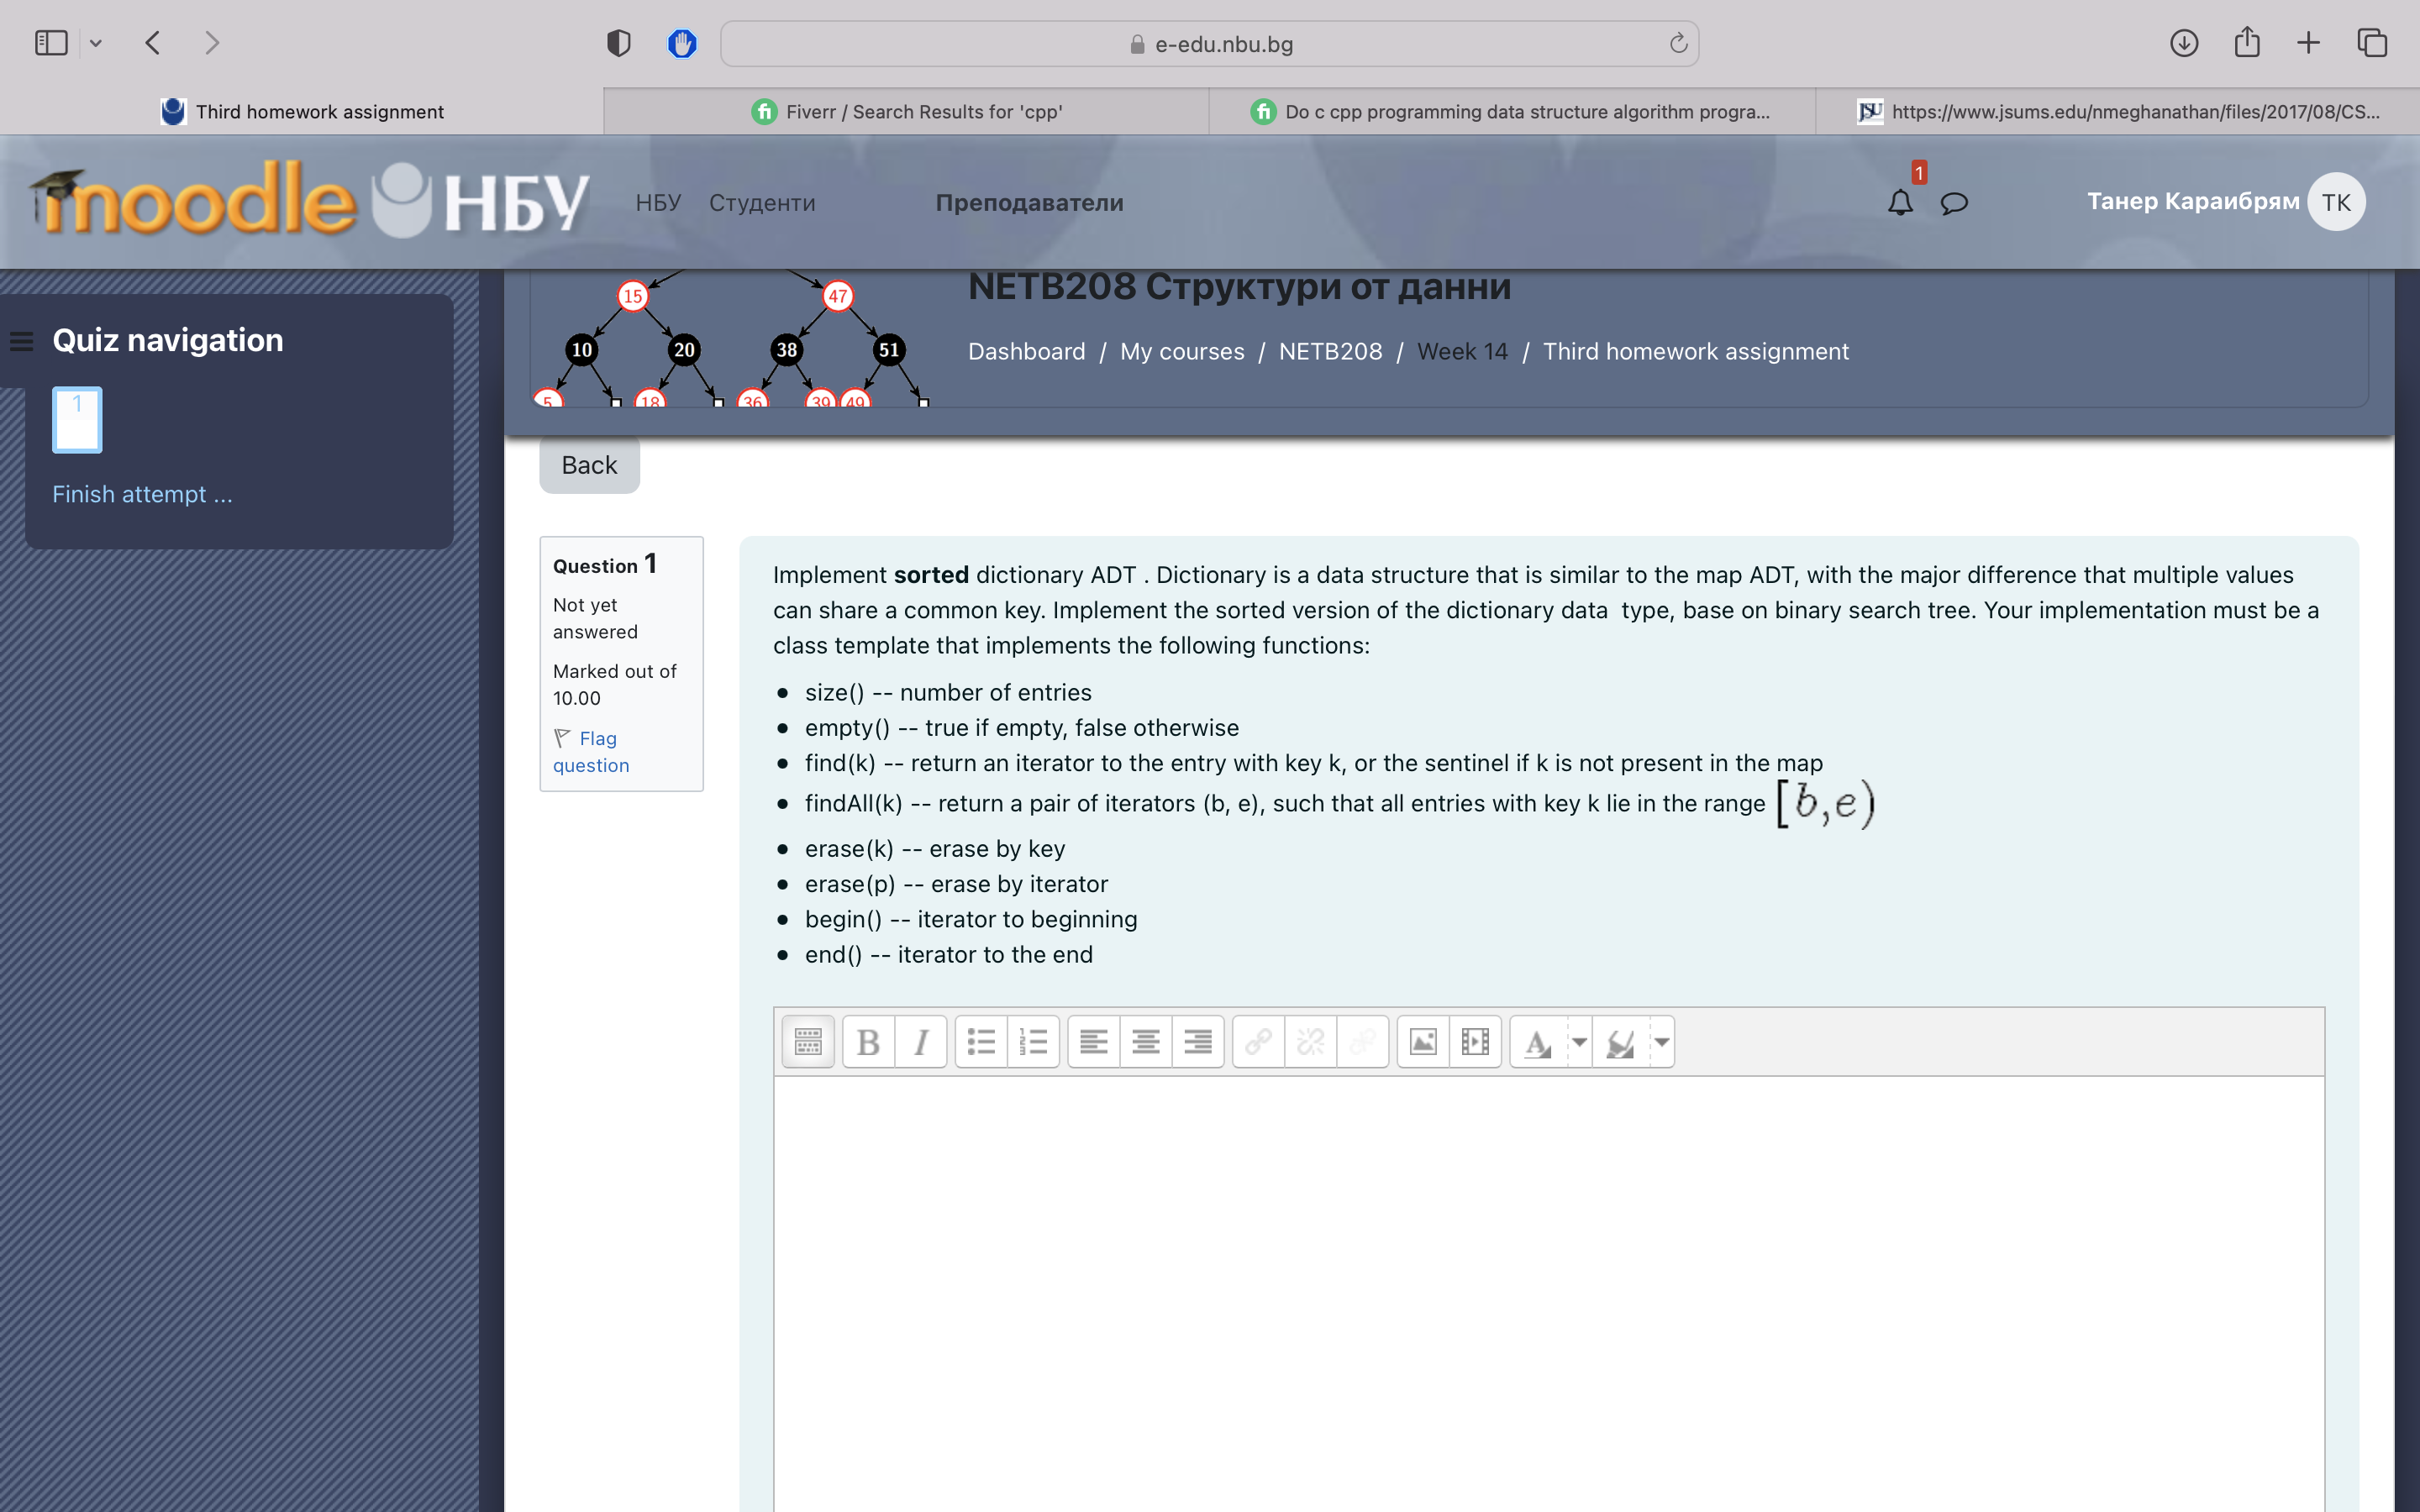 e-edu.nbu.bg
Third homework assignment
Fiverr / Search Results for 'cpp'
Do c cpp programming data structure algorithm progra...
JSU
https://www.jsums.edu/nmeghanathan/files/2017/08/CS...
moodle НБУ
НБУ Студенти Преподаватели
1
Танер Караибрям TK
Quiz navigation
1
Finish attempt ...
15 47
10 20 38 51
5 18 36 39 49
NETB208 Структури от данни
Dashboard / My courses / NETB208 / Week 14 / Third homework assignment
Back
Question 1
Not yet
answered
Marked out of
10.00
Flag
question
Implement sorted dictionary ADT . Dictionary is a data structure that is similar to the map ADT, with the major difference that multiple values
can share a common key. Implement the sorted version of the dictionary data type, base on binary search tree. Your implementation must be a
class template that implements the following functions:
• size() -- number of entries
• empty() -- true if empty, false otherwise
• find(k) -- return an iterator to the entry with key k, or the sentinel if k is not present in the map
• findAll(k) -- return a pair of iterators (b, e), such that all entries with key k lie in the range [b,e)
• erase(k) -- erase by key
• erase(p) -- erase by iterator
• begin() -- iterator to beginning
• end() -- iterator to the end
B I A